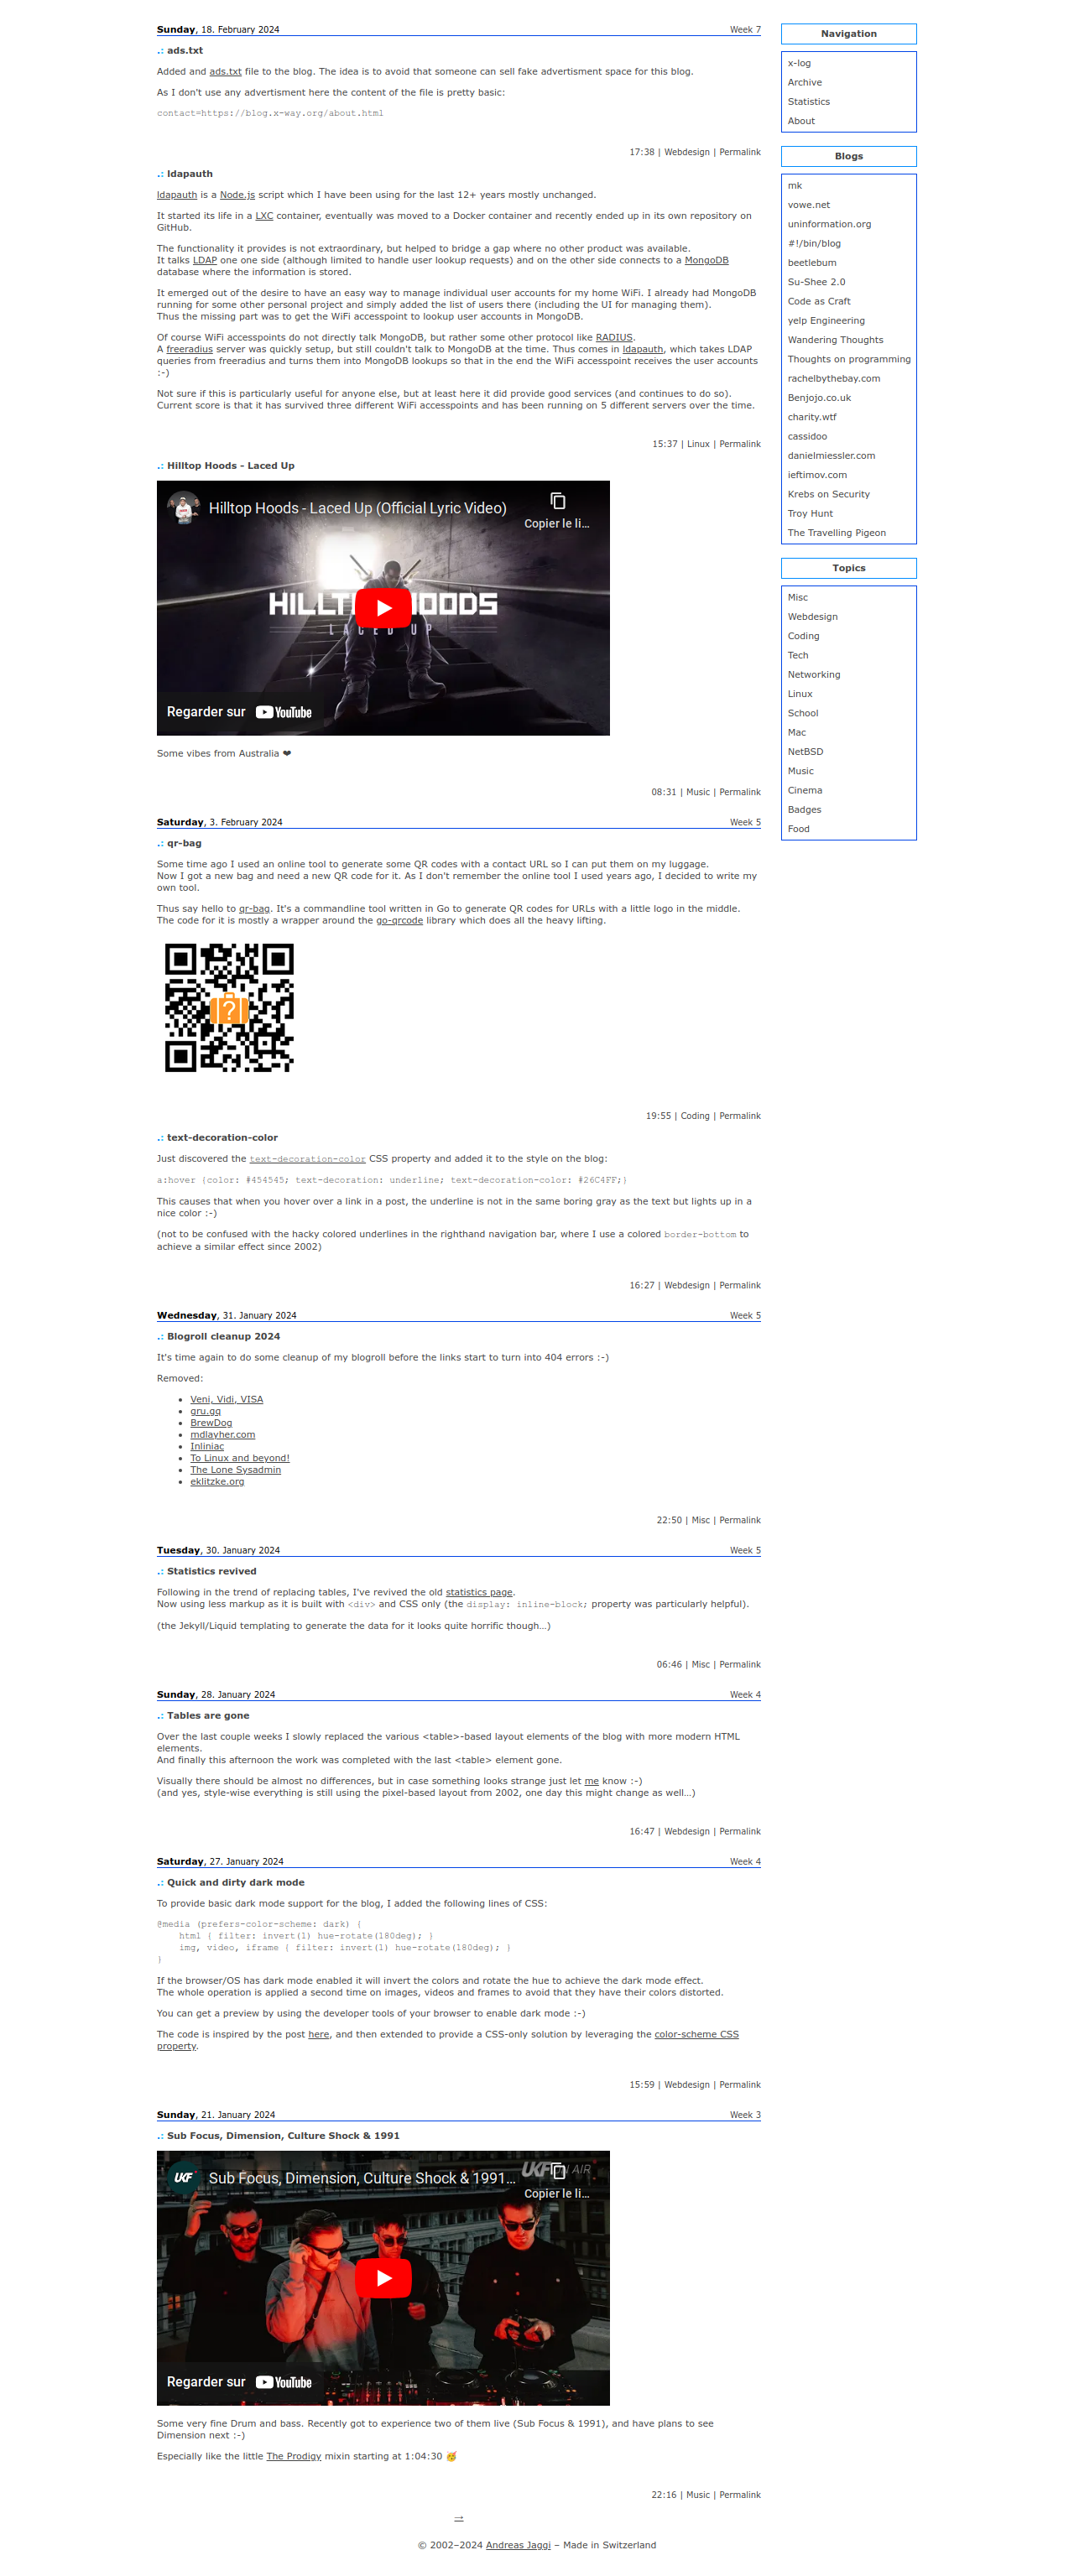 Sunday, 18. February 2024 Week 7
.: ads.txt
Added and ads.txt file to the blog. The idea is to avoid that someone can sell fake advertisment space for this blog.
As I don't use any advertisment here the content of the file is pretty basic:
contact=https://blog.x-way.org/about.html
17:38 | Webdesign | Permalink
.: ldapauth
ldapauth is a Node.js script which I have been using for the last 12+ years mostly unchanged.
It started its life in a LXC container, eventually was moved to a Docker container and recently ended up in its own repository on
GitHub.
The functionality it provides is not extraordinary, but helped to bridge a gap where no other product was available.
It talks LDAP one one side (although limited to handle user lookup requests) and on the other side connects to a MongoDB
database where the information is stored.
It emerged out of the desire to have an easy way to manage individual user accounts for my home WiFi. I already had MongoDB
running for some other personal project and simply added the list of users there (including the UI for managing them).
Thus the missing part was to get the WiFi accesspoint to lookup user accounts in MongoDB.
Of course WiFi accesspoints do not directly talk MongoDB, but rather some other protocol like RADIUS.
A freeradius server was quickly setup, but still couldn't talk to MongoDB at the time. Thus comes in ldapauth, which takes LDAP
queries from freeradius and turns them into MongoDB lookups so that in the end the WiFi accesspoint receives the user accounts
:-)
Not sure if this is particularly useful for anyone else, but at least here it did provide good services (and continues to do so).
Current score is that it has survived three different WiFi accesspoints and has been running on 5 different servers over the time.
15:37 | Linux | Permalink
.: Hilltop Hoods - Laced Up
Hilltop Hoods - Laced Up (Official Lyric Video)
Copier le li...
HILLTOP HOODS
LACED UP
Regarder sur YouTube
Some vibes from Australia ❤
08:31 | Music | Permalink
Saturday, 3. February 2024 Week 5
.: qr-bag
Some time ago I used an online tool to generate some QR codes with a contact URL so I can put them on my luggage.
Now I got a new bag and need a new QR code for it. As I don't remember the online tool I used years ago, I decided to write my
own tool.
Thus say hello to qr-bag. It's a commandline tool written in Go to generate QR codes for URLs with a little logo in the middle.
The code for it is mostly a wrapper around the go-qrcode library which does all the heavy lifting.
?
19:55 | Coding | Permalink
.: text-decoration-color
Just discovered the text-decoration-color CSS property and added it to the style on the blog:
a:hover {color: #454545; text-decoration: underline; text-decoration-color: #26C4FF;}
This causes that when you hover over a link in a post, the underline is not in the same boring gray as the text but lights up in a
nice color :-)
(not to be confused with the hacky colored underlines in the righthand navigation bar, where I use a colored border-bottom to
achieve a similar effect since 2002)
16:27 | Webdesign | Permalink
Wednesday, 31. January 2024 Week 5
.: Blogroll cleanup 2024
It's time again to do some cleanup of my blogroll before the links start to turn into 404 errors :-)
Removed:
• Veni, Vidi, VISA
• gru.gq
• BrewDog
• mdlayher.com
• Inliniac
• To Linux and beyond!
• The Lone Sysadmin
• eklitzke.org
22:50 | Misc | Permalink
Tuesday, 30. January 2024 Week 5
.: Statistics revived
Following in the trend of replacing tables, I've revived the old statistics page.
Now using less markup as it is built with <div> and CSS only (the display: inline-block; property was particularly helpful).
(the Jekyll/Liquid templating to generate the data for it looks quite horrific though...)
06:46 | Misc | Permalink
Sunday, 28. January 2024 Week 4
.: Tables are gone
Over the last couple weeks I slowly replaced the various <table>-based layout elements of the blog with more modern HTML
elements.
And finally this afternoon the work was completed with the last <table> element gone.
Visually there should be almost no differences, but in case something looks strange just let me know :-)
(and yes, style-wise everything is still using the pixel-based layout from 2002, one day this might change as well...)
16:47 | Webdesign | Permalink
Saturday, 27. January 2024 Week 4
.: Quick and dirty dark mode
To provide basic dark mode support for the blog, I added the following lines of CSS:
@media (prefers-color-scheme: dark) {
html { filter: invert(1) hue-rotate(180deg); }
img, video, iframe { filter: invert(1) hue-rotate(180deg); }
}
If the browser/OS has dark mode enabled it will invert the colors and rotate the hue to achieve the dark mode effect.
The whole operation is applied a second time on images, videos and frames to avoid that they have their colors distorted.
You can get a preview by using the developer tools of your browser to enable dark mode :-)
The code is inspired by the post here, and then extended to provide a CSS-only solution by leveraging the color-scheme CSS
property.
15:59 | Webdesign | Permalink
Sunday, 21. January 2024 Week 3
.: Sub Focus, Dimension, Culture Shock & 1991
UKF Sub Focus, Dimension, Culture Shock & 1991...
UKF ON AIR
Copier le li...
Regarder sur YouTube
Some very fine Drum and bass. Recently got to experience two of them live (Sub Focus & 1991), and have plans to see
Dimension next :-)
Especially like the little The Prodigy mixin starting at 1:04:30 🥳
22:16 | Music | Permalink
→
© 2002–2024 Andreas Jaggi – Made in Switzerland
Navigation
x-log
Archive
Statistics
About
Blogs
mk
vowe.net
uninformation.org
#!/bin/blog
beetlebum
Su-Shee 2.0
Code as Craft
yelp Engineering
Wandering Thoughts
Thoughts on programming
rachelbythebay.com
Benjojo.co.uk
charity.wtf
cassidoo
danielmiessler.com
ieftimov.com
Krebs on Security
Troy Hunt
The Travelling Pigeon
Topics
Misc
Webdesign
Coding
Tech
Networking
Linux
School
Mac
NetBSD
Music
Cinema
Badges
Food